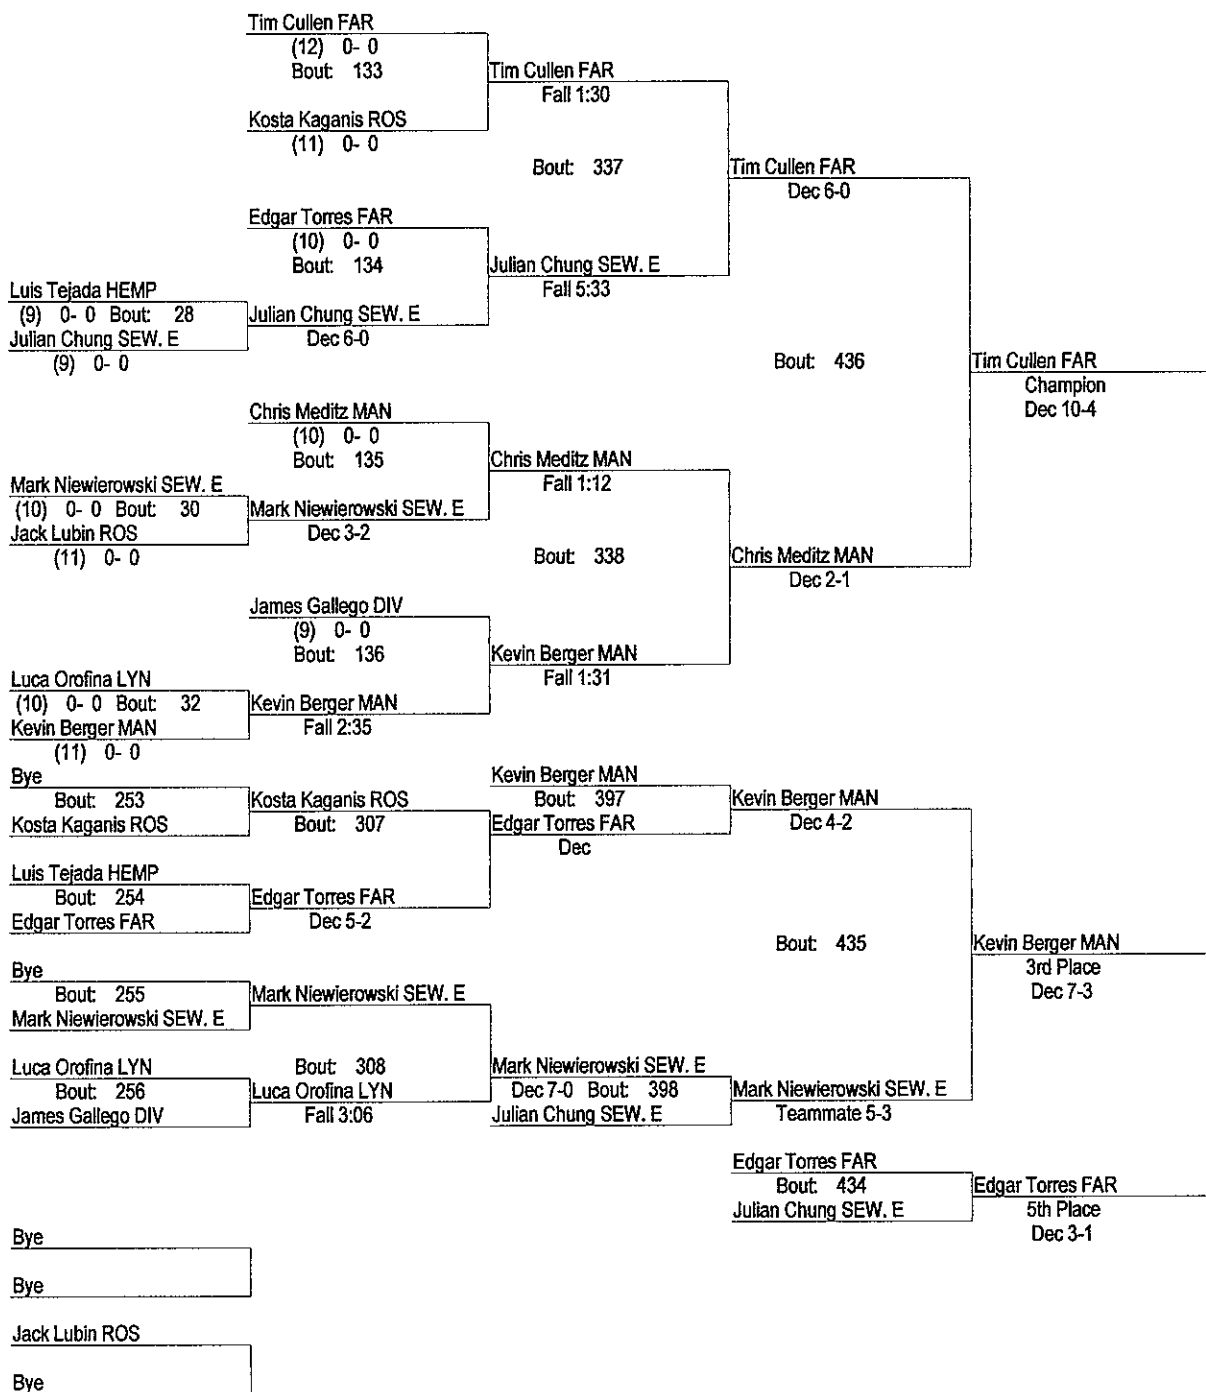 Tim Cullen FAR
(12) 0- 0
Bout: 133
Tim Cullen FAR
Fall 1:30
Kosta Kaganis ROS
(11) 0- 0
Bout: 337
Tim Cullen FAR
Dec 6-0
Edgar Torres FAR
(10) 0- 0
Bout: 134
Julian Chung SEW. E
Fall 5:33
Luis Tejada HEMP
(9) 0- 0 Bout: 28
Julian Chung SEW. E
Julian Chung SEW. E
Dec 6-0
(9) 0- 0
Bout: 436
Tim Cullen FAR
Champion
Dec 10-4
Chris Meditz MAN
(10) 0- 0
Bout: 135
Chris Meditz MAN
Fall 1:12
Mark Niewierowski SEW. E
(10) 0- 0 Bout: 30
Mark Niewierowski SEW. E
Jack Lubin ROS
Dec 3-2
(11) 0- 0
Bout: 338
Chris Meditz MAN
Dec 2-1
James Gallego DIV
(9) 0- 0
Bout: 136
Kevin Berger MAN
Fall 1:31
Luca Orofina LYN
(10) 0- 0 Bout: 32
Kevin Berger MAN
Kevin Berger MAN
Fall 2:35
(11) 0- 0
Bye
Bout: 253
Kosta Kaganis ROS
Kosta Kaganis ROS
Bout: 307
Kevin Berger MAN
Bout: 397
Kevin Berger MAN
Edgar Torres FAR
Dec 4-2
Dec
Luis Tejada HEMP
Bout: 254
Edgar Torres FAR
Edgar Torres FAR
Dec 5-2
Bout: 435
Kevin Berger MAN
3rd Place
Dec 7-3
Bye
Bout: 255
Mark Niewierowski SEW. E
Mark Niewierowski SEW. E
Luca Orofina LYN
Bout: 308
Bout: 256
Luca Orofina LYN
James Gallego DIV
Fall 3:06
Mark Niewierowski SEW. E
Dec 7-0 Bout: 398
Mark Niewierowski SEW. E
Julian Chung SEW. E
Teammate 5-3
Edgar Torres FAR
Bout: 434
Edgar Torres FAR
Julian Chung SEW. E
5th Place
Dec 3-1
Bye
Bye
Jack Lubin ROS
Bye